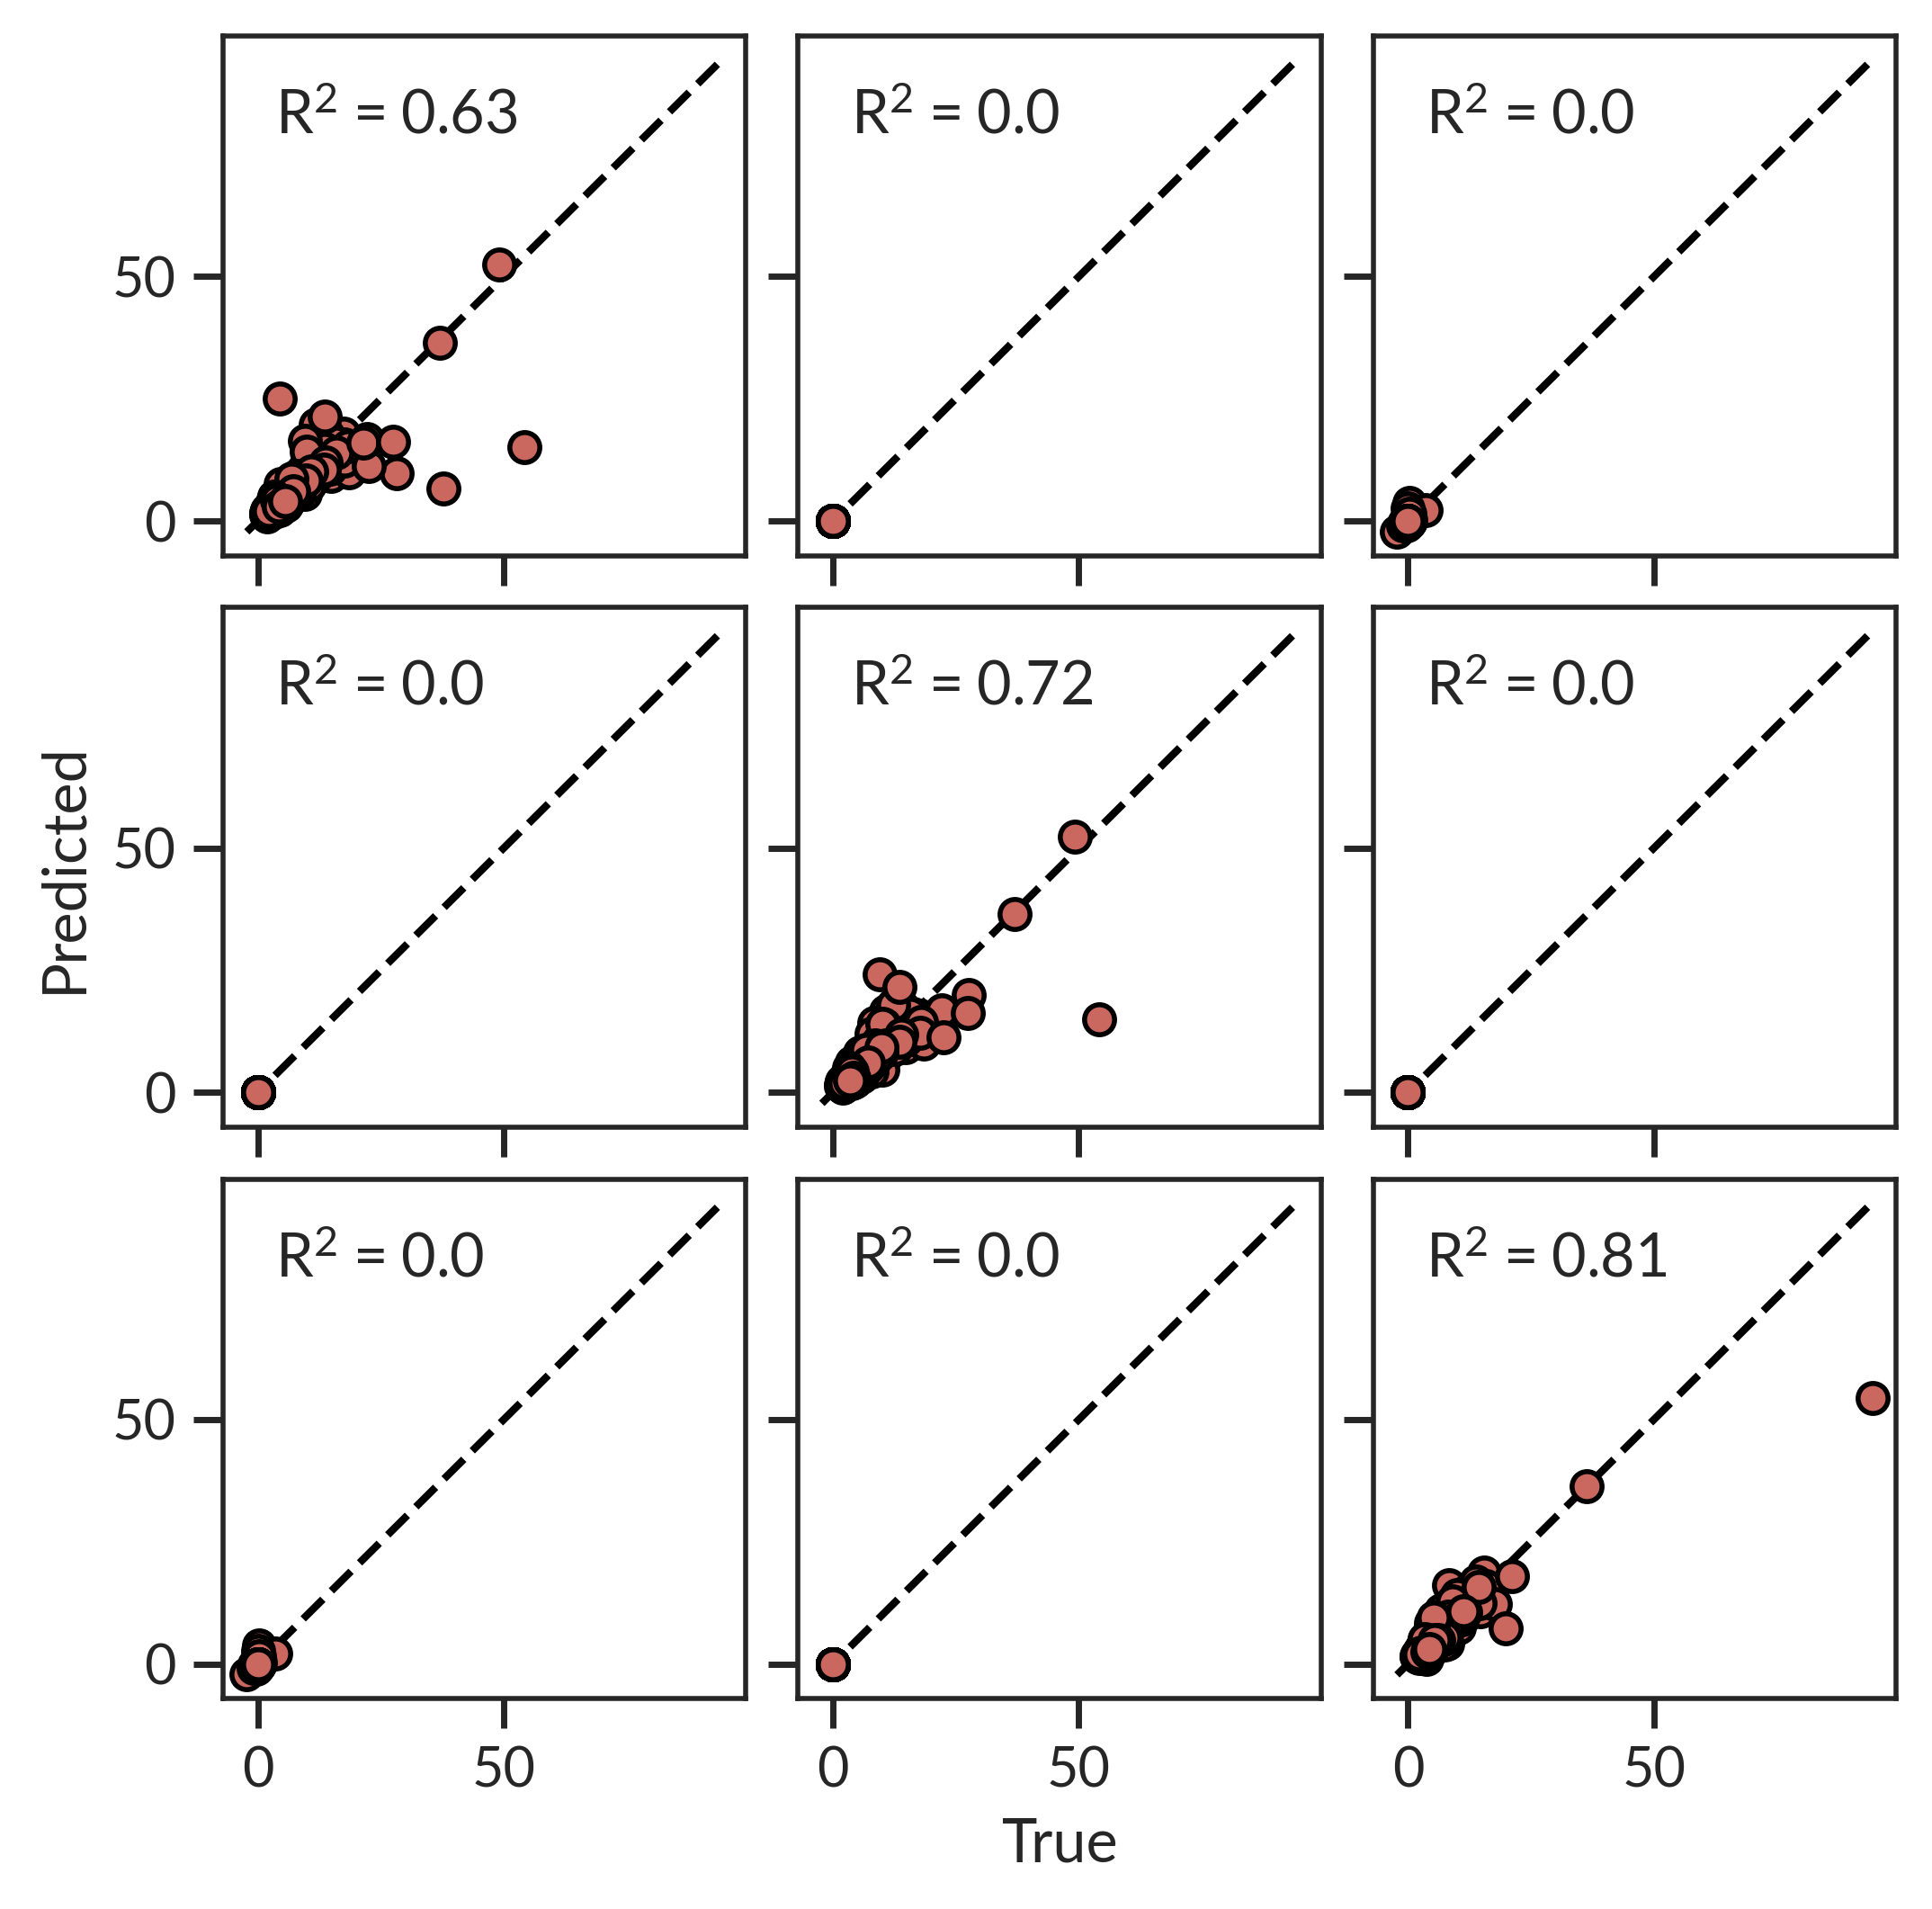 R² = 0.63
R² = 0.0
R² = 0.0
50
0
R² = 0.0
R² = 0.72
R² = 0.0
50
0
Predicted
R² = 0.0
R² = 0.0
R² = 0.81
50
0
0 50 0 50 0 50
True